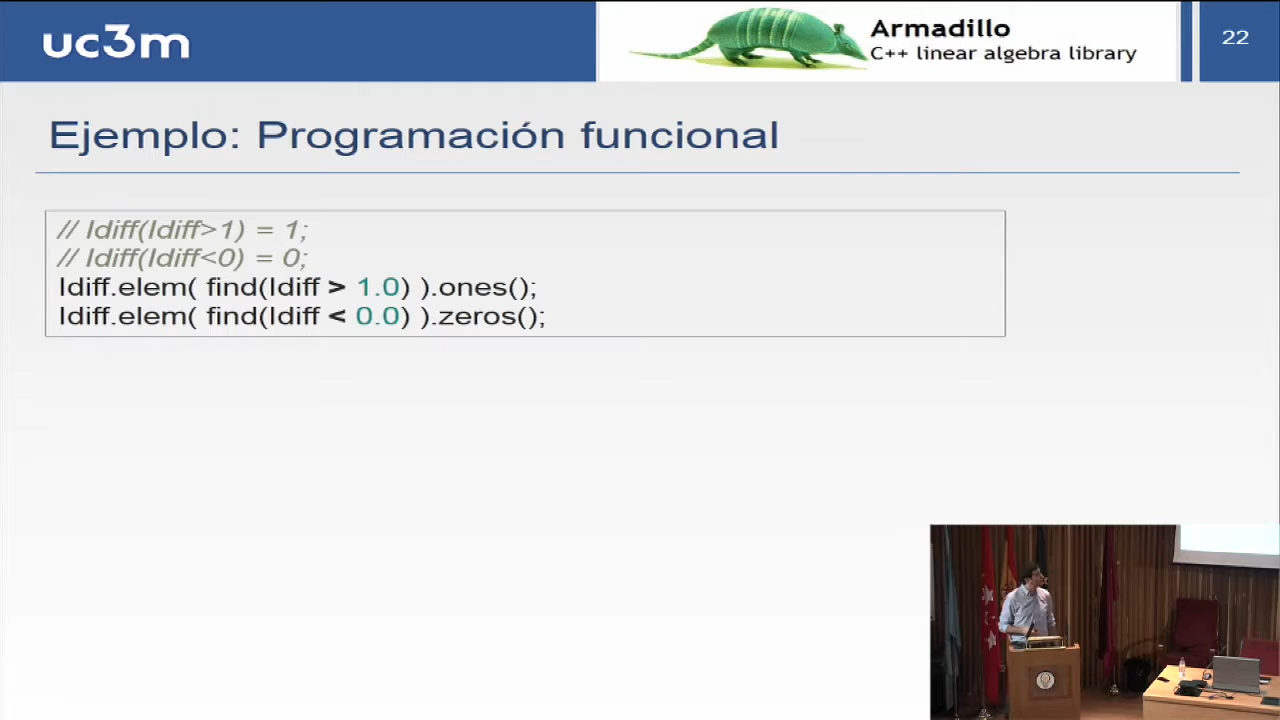 uc3m
Armadillo
C++ linear algebra library
22
Ejemplo: Programación funcional
// Idiff(Idiff>1) = 1;
// Idiff(Idiff<0) = 0;
Idiff.elem( find(Idiff > 1.0) ).ones();
Idiff.elem( find(Idiff < 0.0) ).zeros();